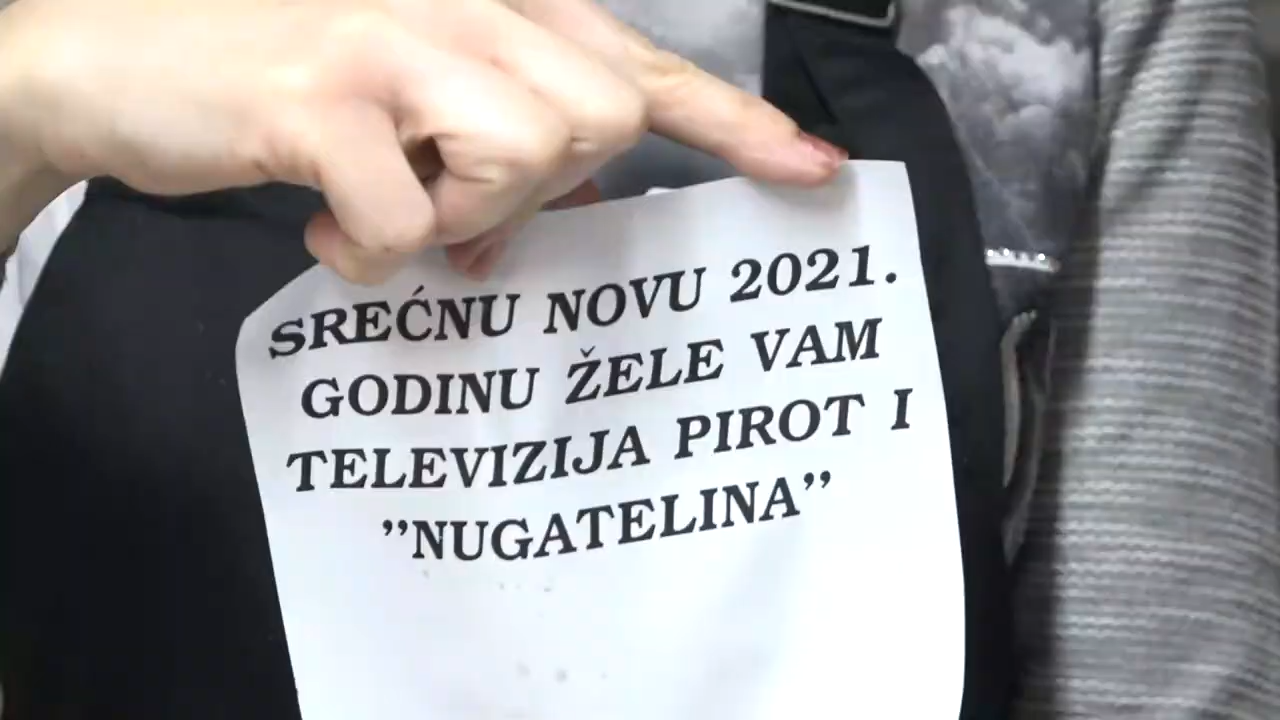 SREĆNU NOVU 2021.
GODINU ŽELE VAM
TELEVIZIJA PIROT I
”NUGATELINA”